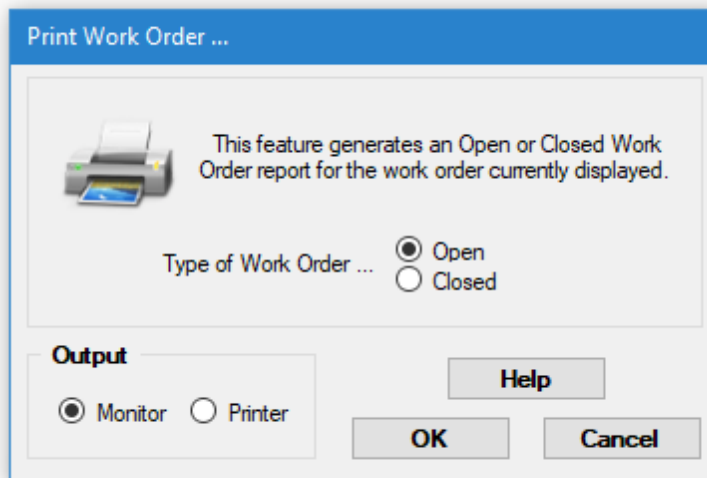 Print Work Order ...
This feature generates an Open or Closed Work
Order report for the work order currently displayed.
Type of Work Order ...
Open
Closed
Output
Monitor
Printer
Help
OK
Cancel